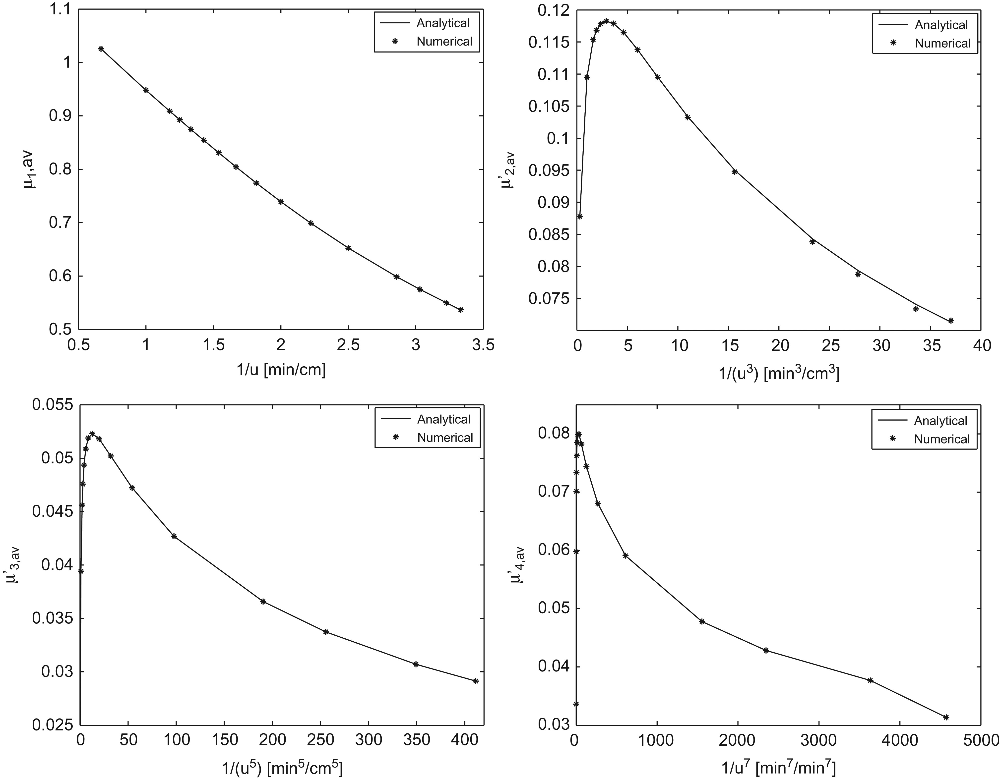 1.1
1
0.9
0.8
0.7
0.6
0.5
0.5 1 1.5 2 2.5 3 3.5
1/u [min/cm]
μ1,av
Analytical
Numerical
0.12
0.115
0.11
0.105
0.1
0.095
0.09
0.085
0.08
0.075
0 5 10 15 20 25 30 35 40
1/(u³) [min³/cm³]
μ'2,av
Analytical
Numerical
0.055
0.05
0.045
0.04
0.035
0.03
0.025
0 50 100 150 200 250 300 350 400
1/(u⁵) [min⁵/cm⁵]
μ'3,av
Analytical
Numerical
0.08
0.07
0.06
0.05
0.04
0.03
0 1000 2000 3000 4000 5000
1/u⁷ [min⁷/min⁷]
μ'4,av
Analytical
Numerical